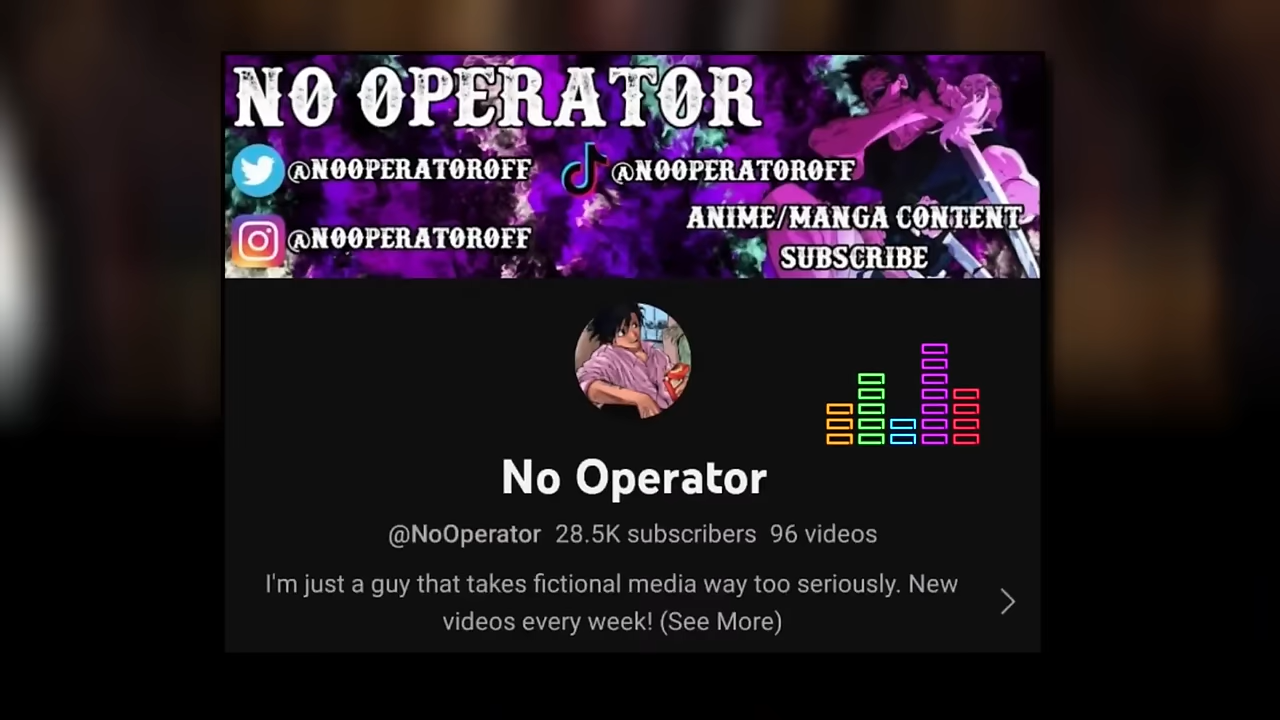 NO OPERATOR
@NOOPERATOROFF @NOOPERATOROFF
@NOOPERATOROFF
ANIME/MANGA CONTENT
SUBSCRIBE
No Operator
@NoOperator 28.5K subscribers 96 videos
I'm just a guy that takes fictional media way too seriously. New
videos every week! (See More)